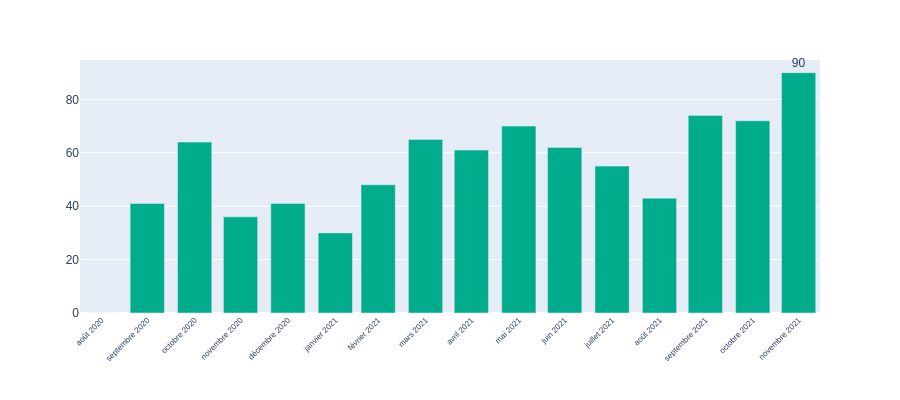 90
80
60
40
20
0
août 2020
septembre 2020
octobre 2020
novembre 2020
décembre 2020
janvier 2021
février 2021
mars 2021
avril 2021
mai 2021
juin 2021
juillet 2021
août 2021
septembre 2021
octobre 2021
novembre 2021